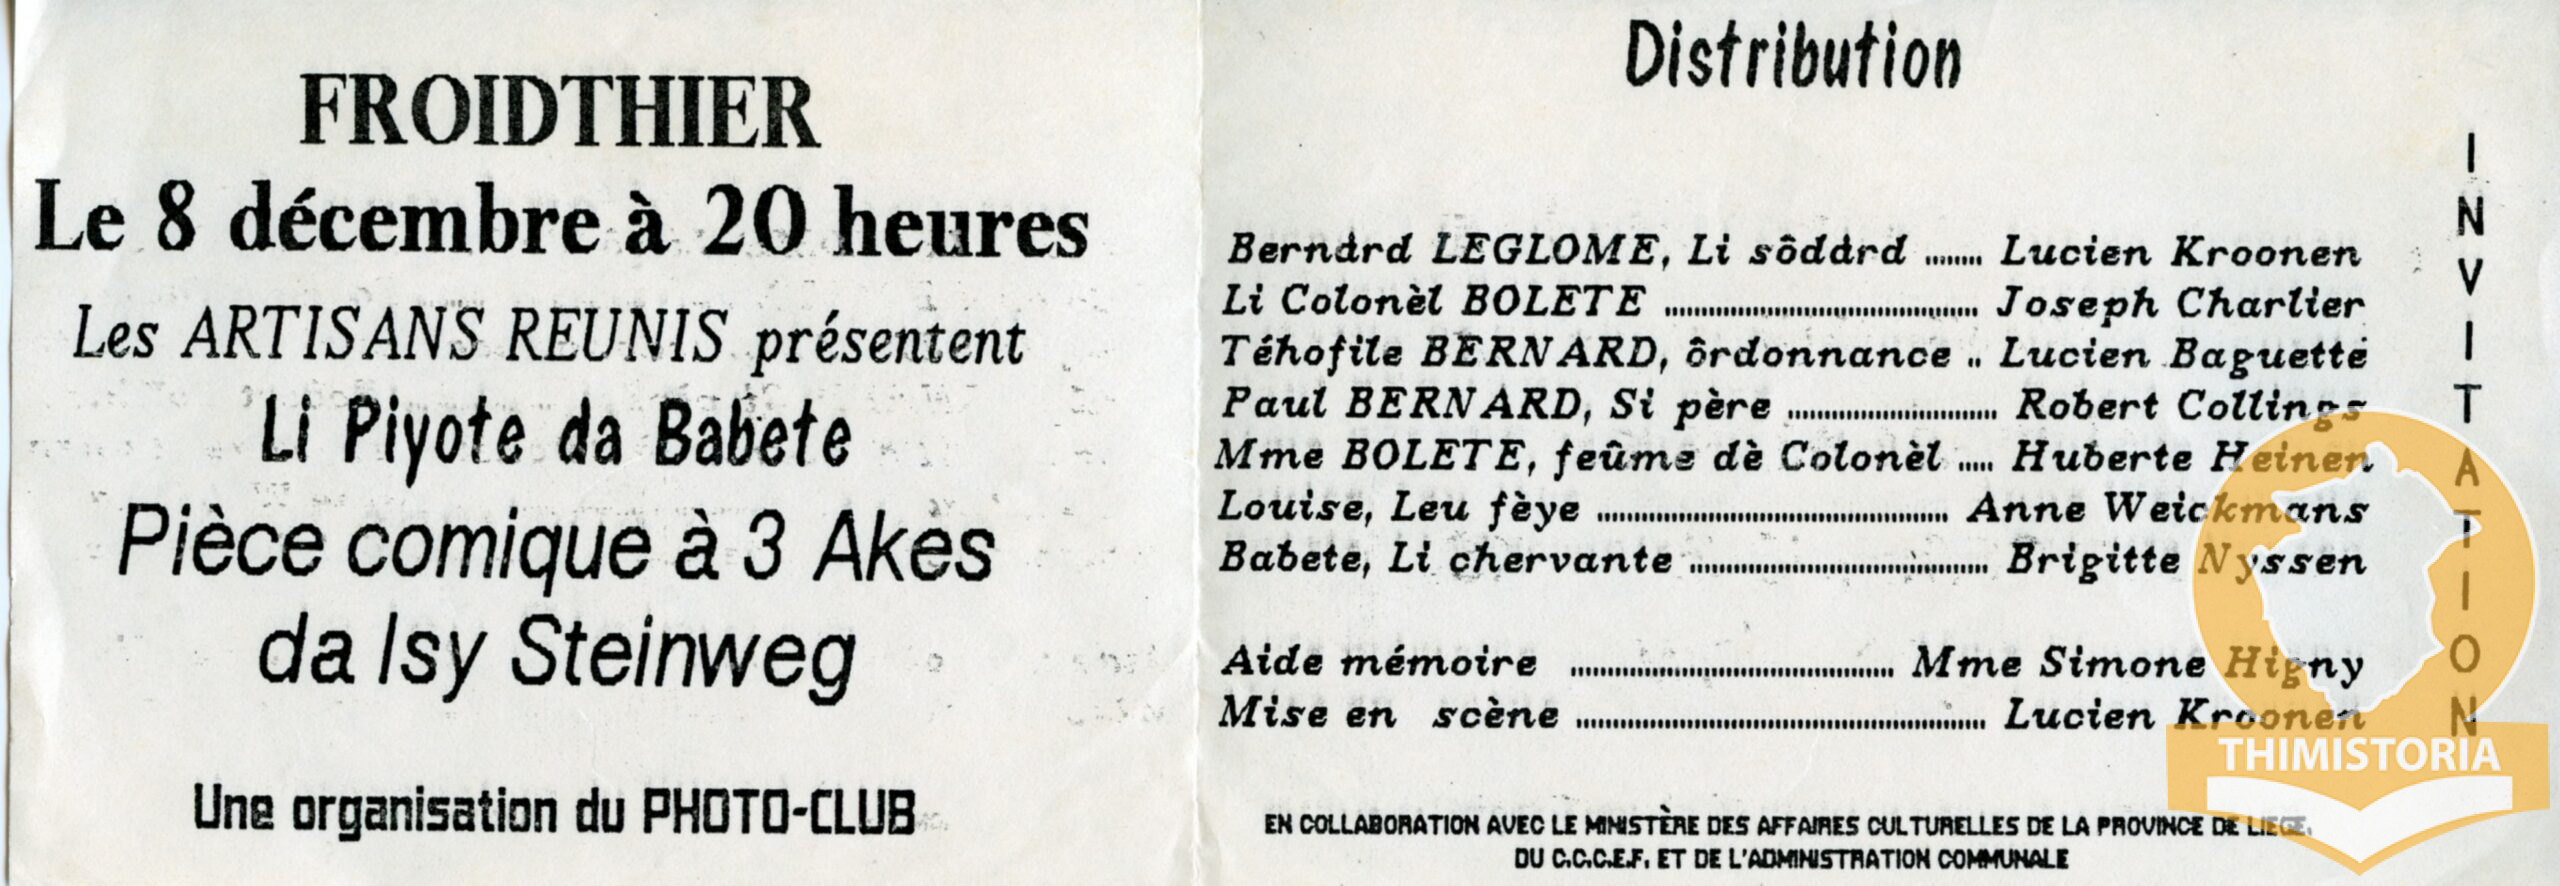 FROIDTHIER
Le 8 décembre à 20 heures
Les ARTISANS REUNIS présentent
Li Piyote da Babete
Pièce comique à 3 Akes
da Isy Steinweg
Une organisation du PHOTO-CLUB
Distribution
Bernård LEGLOME, Li sôdård ........ Lucien Kroonen
Li Colonèl BOLETE ........................................... Joseph Charlier
Téhofile BERNARD, ôrdonnance .. Lucien Baguette
Paul BERNARD, Si père ............................. Robert Collings
Mme BOLETE, feûme dè Colonèl ..... Huberte Heinen
Louise, Leu fèye ................................................ Anne Weickmans
Babete, Li chervante ......................................... Brigitte Nyssen
Aide mémoire ............................................ Mme Simone Higny
Mise en scène ........................................................ Lucien Kroonen
EN COLLABORATION AVEC LE MINISTÈRE DES AFFAIRES CULTURELLES DE LA PROVINCE DE LIEGE,
DU C.C.C.E.F. ET DE L'ADMINISTRATION COMMUNALE
INVITATION
THIMISTORIA